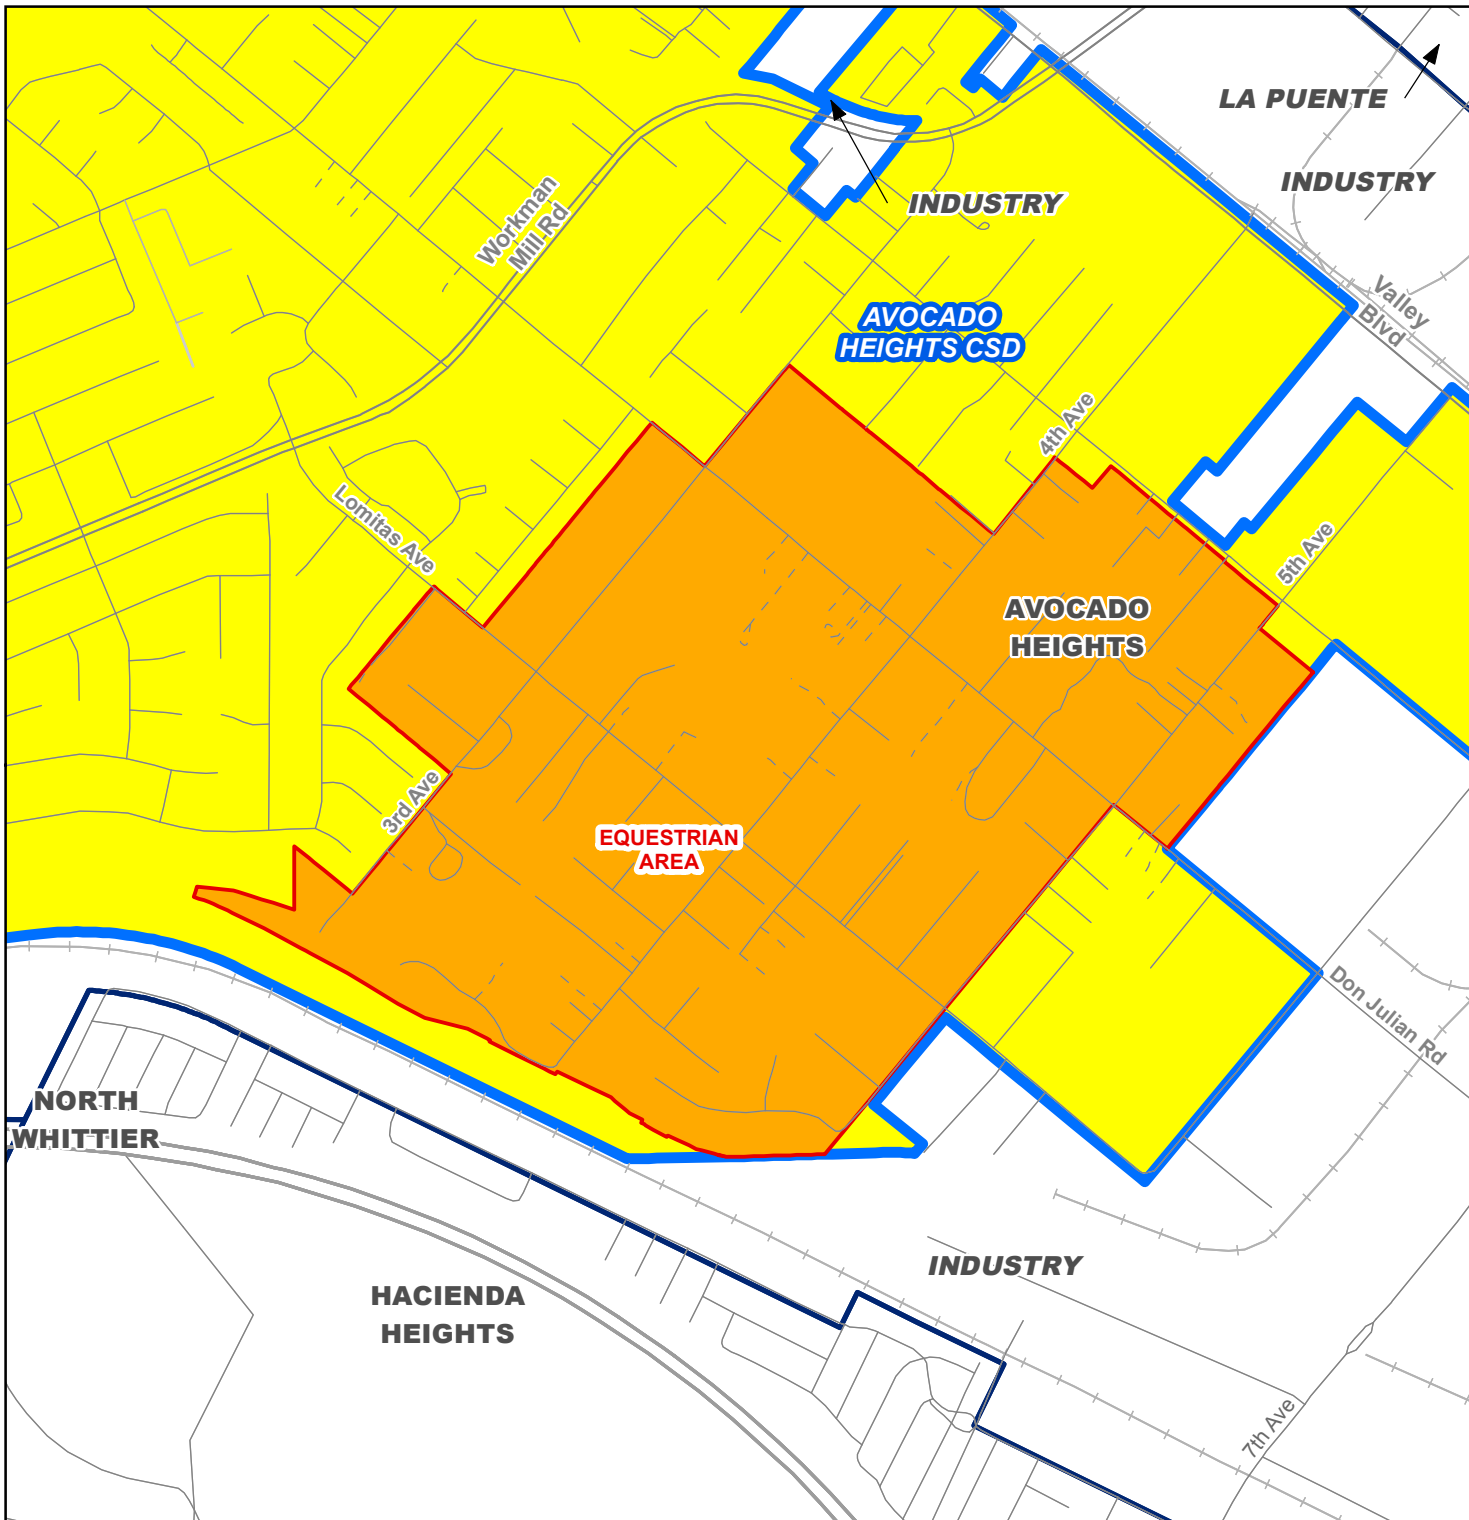 LA PUENTE
INDUSTRY
INDUSTRY
Workman
Mill Rd
Valley
Blvd
AVOCADO
HEIGHTS CSD
4th Ave
Lomitas Ave
5th Ave
AVOCADO
HEIGHTS
3rd Ave
EQUESTRIAN
AREA
Don Julian Rd
NORTH
WHITTIER
INDUSTRY
HACIENDA
HEIGHTS
7th Ave